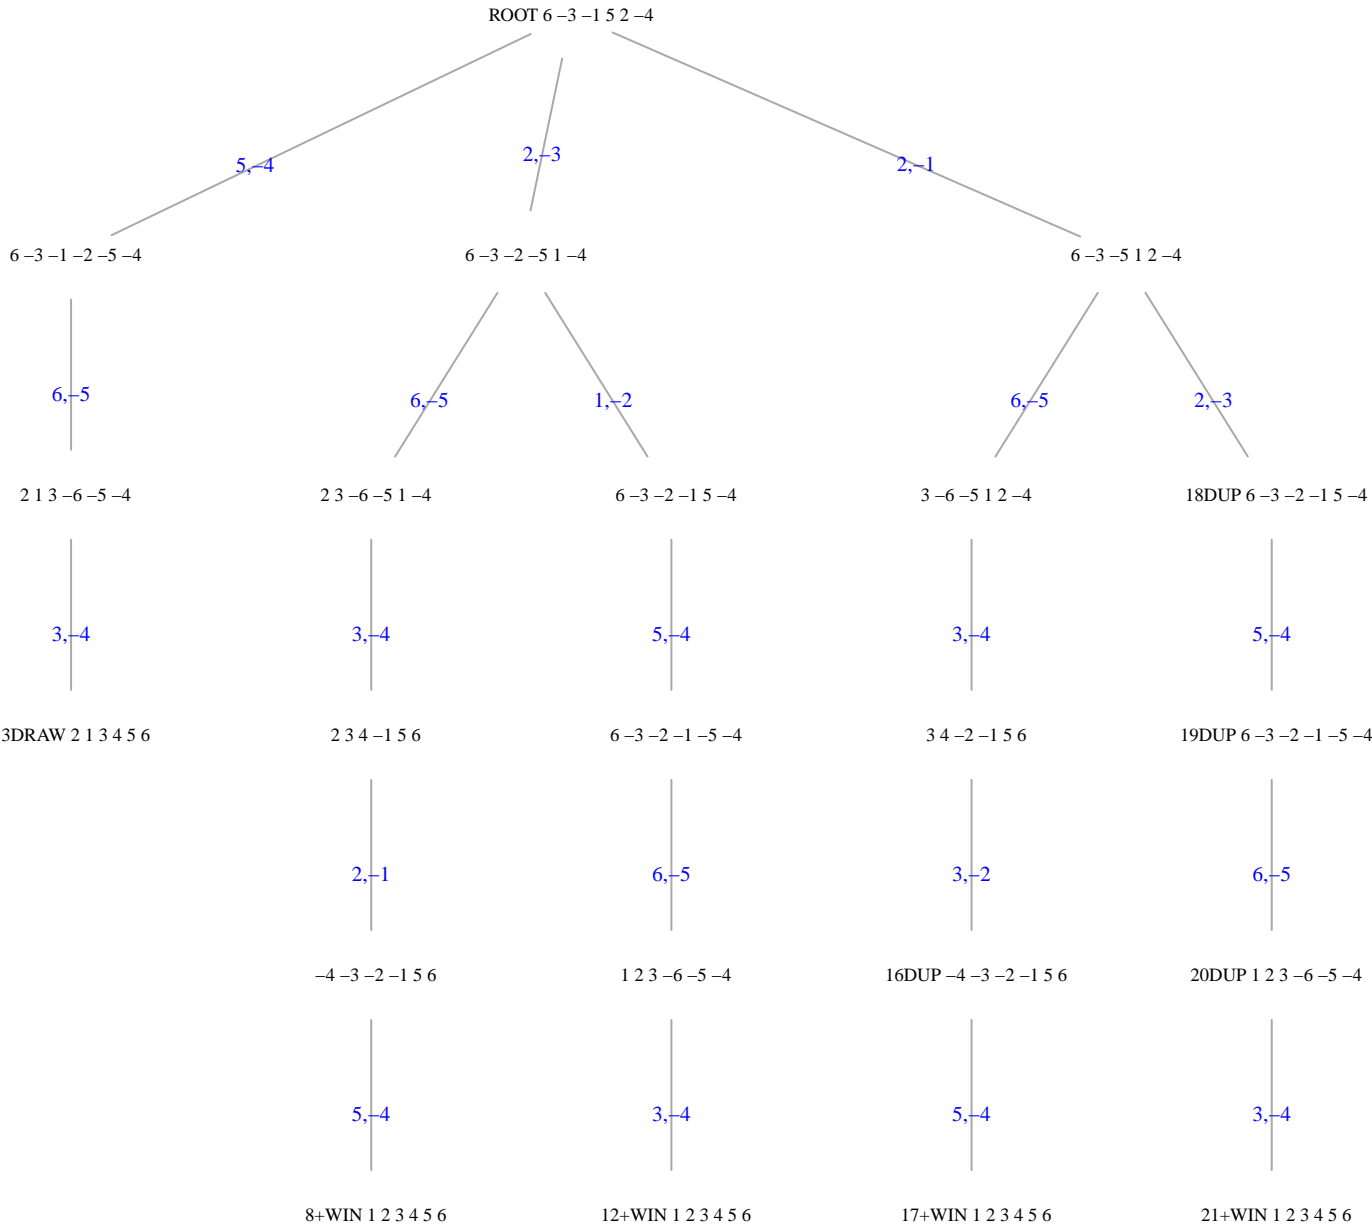 ROOT 6 –3 –1 5 2 –4
5,–4
2,–3
2,–1
6 –3 –1 –2 –5 –4
6 –3 –2 –5 1 –4
6 –3 –5 1 2 –4
6,–5
6,–5
1,–2
6,–5
2,–3
2 1 3 –6 –5 –4
2 3 –6 –5 1 –4
6 –3 –2 –1 5 –4
3 –6 –5 1 2 –4
18DUP 6 –3 –2 –1 5 –4
3,–4
3,–4
5,–4
3,–4
5,–4
3DRAW 2 1 3 4 5 6
2 3 4 –1 5 6
6 –3 –2 –1 –5 –4
3 4 –2 –1 5 6
19DUP 6 –3 –2 –1 –5 –4
2,–1
6,–5
3,–2
6,–5
–4 –3 –2 –1 5 6
1 2 3 –6 –5 –4
16DUP –4 –3 –2 –1 5 6
20DUP 1 2 3 –6 –5 –4
5,–4
3,–4
5,–4
3,–4
8+WIN 1 2 3 4 5 6
12+WIN 1 2 3 4 5 6
17+WIN 1 2 3 4 5 6
21+WIN 1 2 3 4 5 6